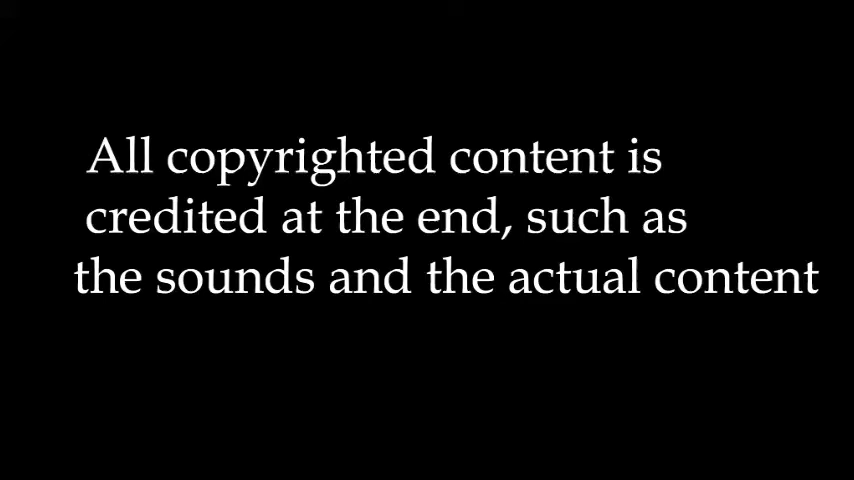 All copyrighted content is
credited at the end, such as
the sounds and the actual content